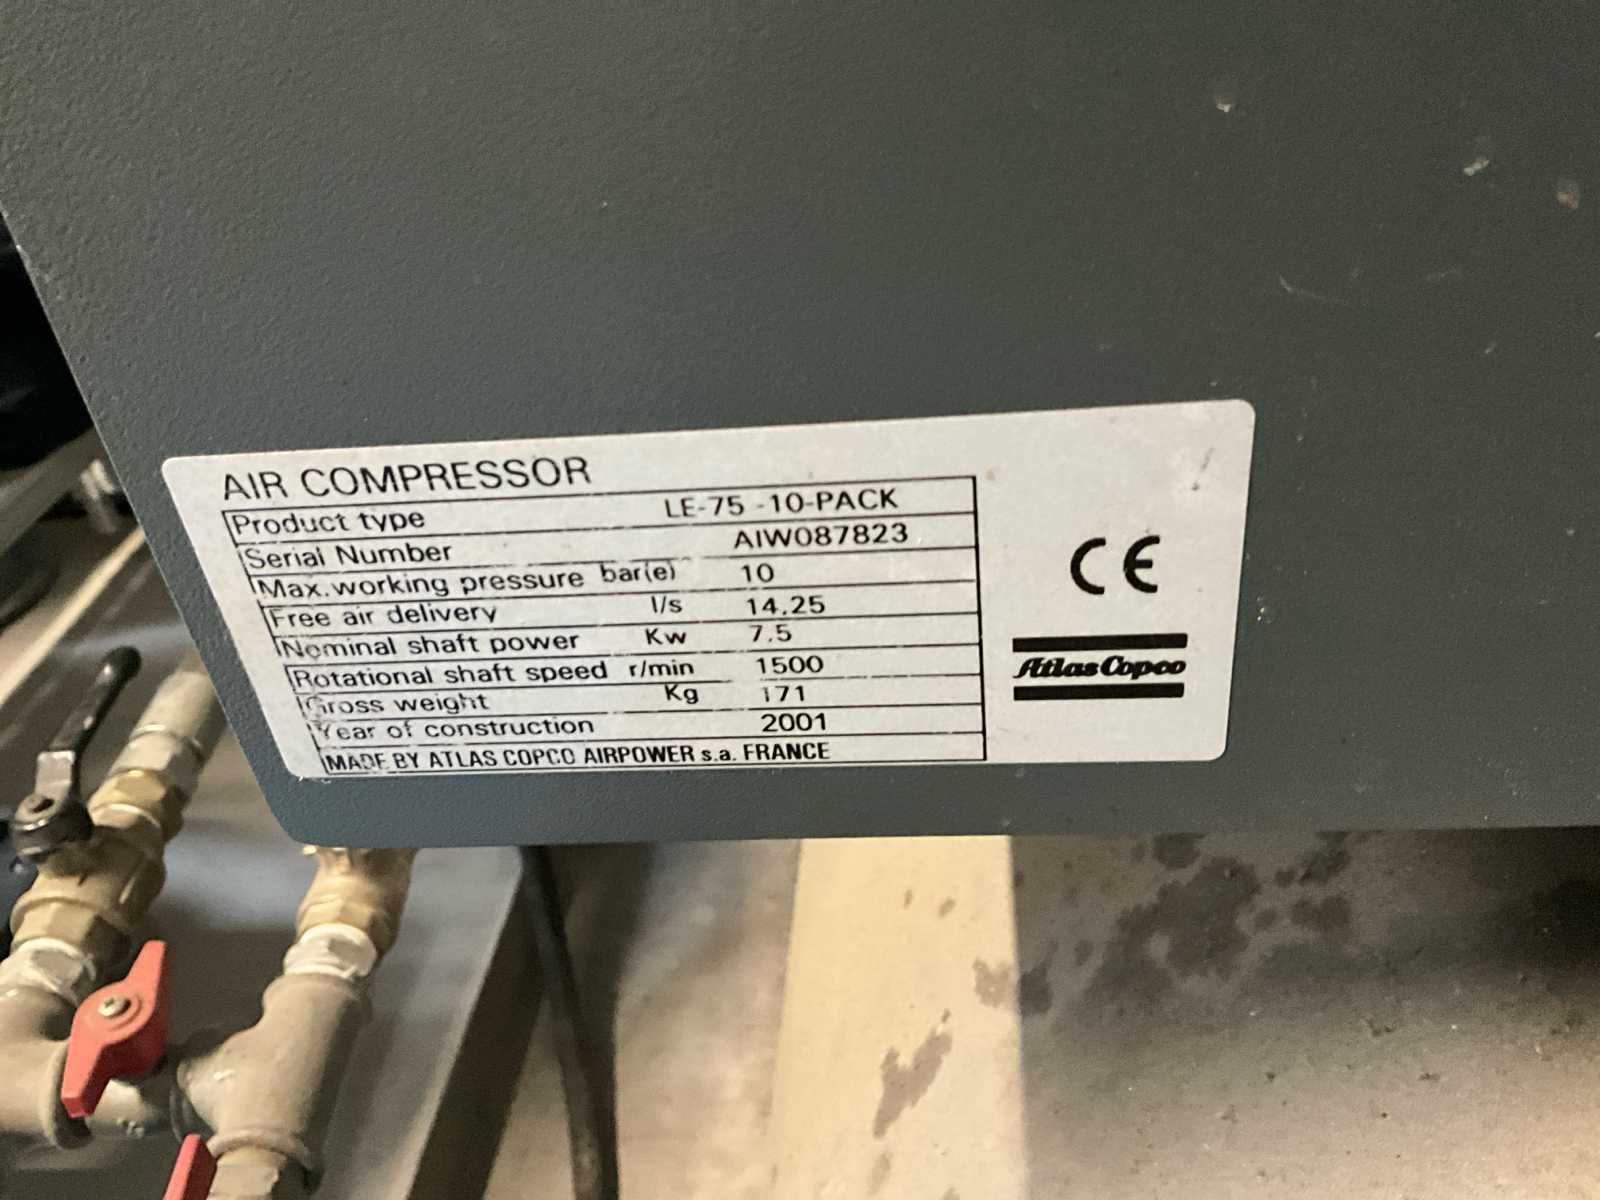 AIR COMPRESSOR
Product type LE-75 -10-PACK
Serial Number AIW087823
Max. working pressure bar(e) 10
Free air delivery l/s 14.25
Nominal shaft power Kw 7.5
Rotational shaft speed r/min 1500
Gross weight Kg 171
Year of construction 2001
MADE BY ATLAS COPCO AIRPOWER s.a. FRANCE
CE
Atlas Copco